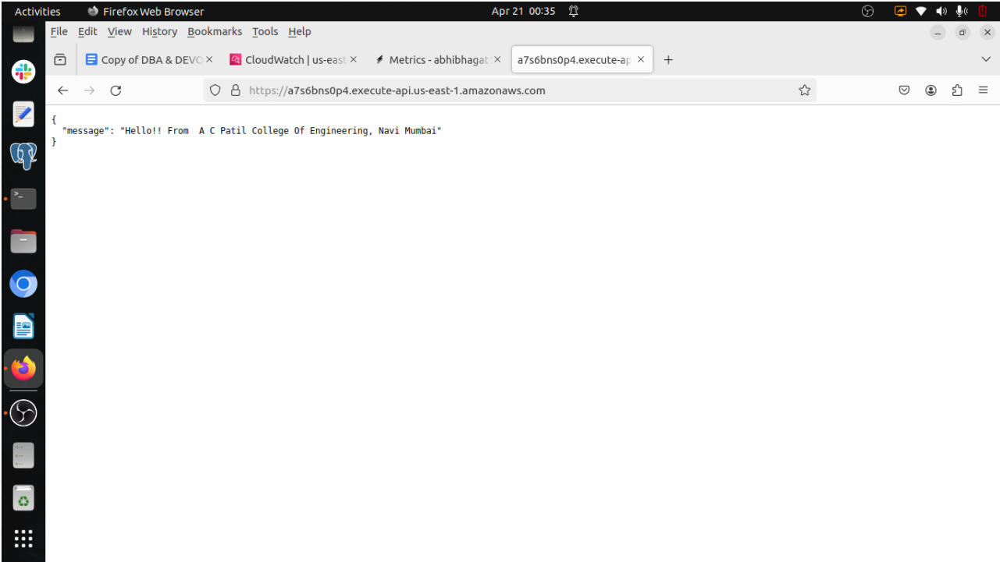 Activities Firefox Web Browser Apr 21 00:35
File Edit View History Bookmarks Tools Help
Copy of DBA & DEVO CloudWatch | us-east- Metrics - abhibhagat1 a7s6bns0p4.execute-ap
https://a7s6bns0p4.execute-api.us-east-1.amazonaws.com
{
"message": "Hello!! From  A C Patil College Of Engineering, Navi Mumbai"
}